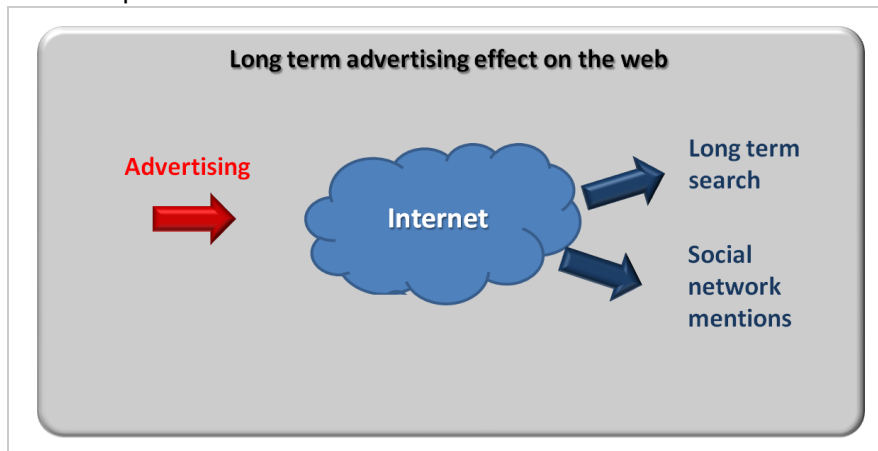 Long term advertising effect on the web
Advertising
Internet
Long term
search
Social
network
mentions